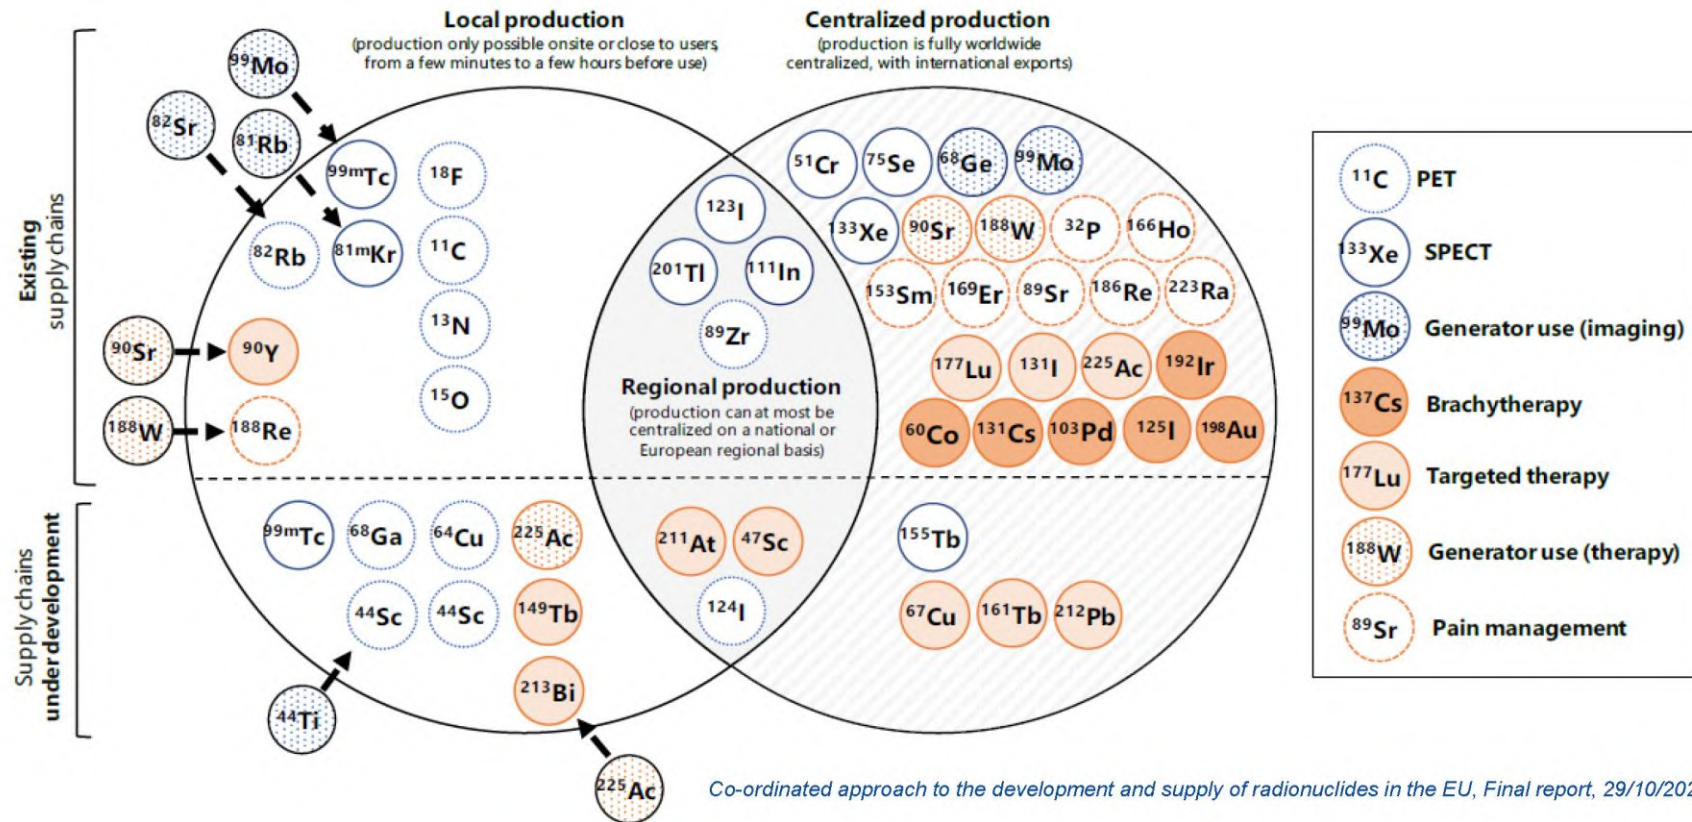 Local production
(production only possible onsite or close to users,
from a few minutes to a few hours before use)
Centralized production
(production is fully worldwide
centralized, with international exports)
Existing
supply chains
Supply chains
under development
⁹⁹Mo
⁸²Sr
⁸¹Rb
⁹⁹ᵐTc
¹⁸F
⁸²Rb
⁸¹ᵐKr
¹¹C
¹³N
⁹⁰Sr
⁹⁰Y
¹⁵O
¹⁸⁸W
¹⁸⁸Re
¹²³I
²⁰¹Tl
¹¹¹In
⁸⁹Zr
Regional production
(production can at most be
centralized on a national or
European regional basis)
⁵¹Cr
⁷⁵Se
⁶⁸Ge
⁹⁹Mo
¹³³Xe
⁹⁰Sr
¹⁸⁸W
³²P
¹⁶⁶Ho
¹⁵³Sm
¹⁶⁹Er
⁸⁹Sr
¹⁸⁶Re
²²³Ra
¹⁷⁷Lu
¹³¹I
²²⁵Ac
¹⁹²Ir
⁶⁰Co
¹³¹Cs
¹⁰³Pd
¹²⁵I
¹⁹⁸Au
⁹⁹ᵐTc
⁶⁸Ga
⁶⁴Cu
²²⁵Ac
⁴⁴Sc
⁴⁴Sc
¹⁴⁹Tb
²¹³Bi
⁴⁴Ti
²²⁵Ac
²¹¹At
⁴⁷Sc
¹²⁴I
¹⁵⁵Tb
⁶⁷Cu
¹⁶¹Tb
²¹²Pb
¹¹C PET
¹³³Xe SPECT
⁹⁹Mo Generator use (imaging)
¹³⁷Cs Brachytherapy
¹⁷⁷Lu Targeted therapy
¹⁸⁸W Generator use (therapy)
⁸⁹Sr Pain management
Co-ordinated approach to the development and supply of radionuclides in the EU, Final report,